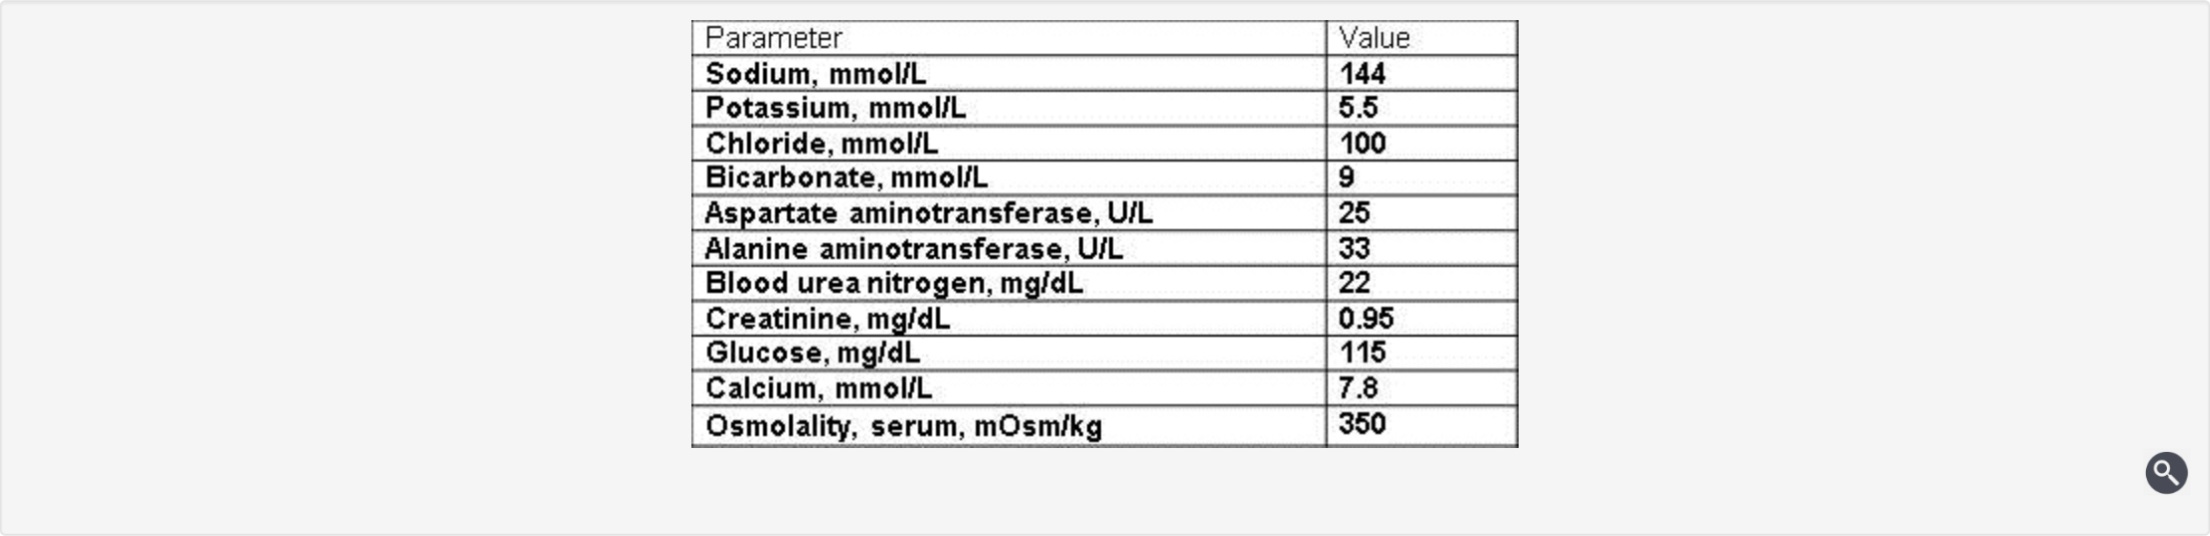 Parameter Value
Sodium, mmol/L 144
Potassium, mmol/L 5.5
Chloride, mmol/L 100
Bicarbonate, mmol/L 9
Aspartate aminotransferase, U/L 25
Alanine aminotransferase, U/L 33
Blood urea nitrogen, mg/dL 22
Creatinine, mg/dL 0.95
Glucose, mg/dL 115
Calcium, mmol/L 7.8
Osmolality, serum, mOsm/kg 350